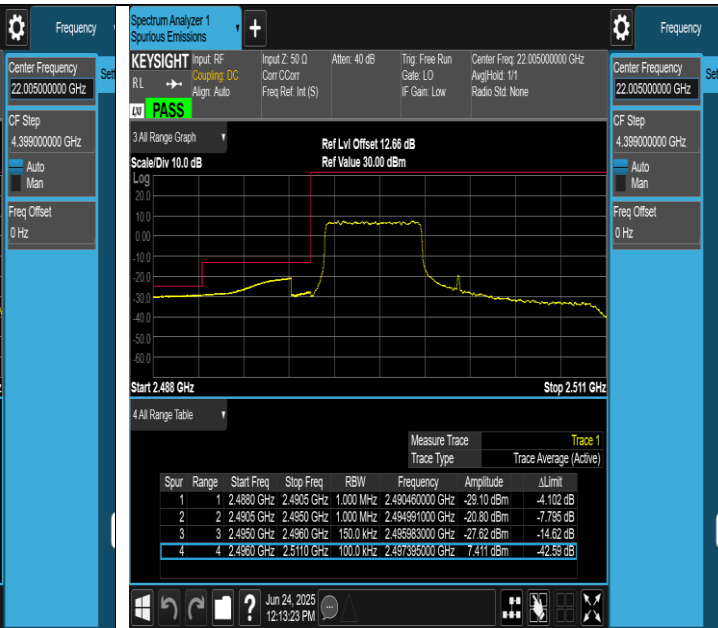 Frequency
Center Frequency
22.005000000 GHz
CF Step
4.399000000 GHz
Auto
Man
Freq Offset
0 Hz
Spectrum Analyzer 1
Spurious Emissions
KEYSIGHT
RL
LXI
PASS
Input: RF
Coupling: DC
Align: Auto
Input Z: 50 Ω
Corr CCorr
Freq Ref: Int (S)
Atten: 40 dB
Trig: Free Run
Gate: LO
IF Gain: Low
Center Freq: 22.005000000 GHz
Avg|Hold: 1/1
Radio Std: None
3 All Range Graph
Scale/Div 10.0 dB
Ref Lvl Offset 12.66 dB
Ref Value 30.00 dBm
Log
20.0
10.0
0.00
-10.0
-20.0
-30.0
-40.0
-50.0
-60.0
Start 2.488 GHz
Stop 2.511 GHz
4 All Range Table
Measure Trace Trace 1
Trace Type Trace Average (Active)
Spur Range Start Freq Stop Freq RBW Frequency Amplitude ΔLimit
1 1 2.4880 GHz 2.4905 GHz 1.000 MHz 2.490460000 GHz -29.10 dBm -4.102 dB
2 2 2.4905 GHz 2.4950 GHz 1.000 MHz 2.494991000 GHz -20.80 dBm -7.795 dB
3 3 2.4950 GHz 2.4960 GHz 150.0 kHz 2.495983000 GHz -27.62 dBm -14.62 dB
4 4 2.4960 GHz 2.5110 GHz 100.0 kHz 2.497395000 GHz 7.411 dBm -42.59 dB
Jun 24, 2025
12:13:23 PM
Frequency
Center Frequency
22.005000000 GHz
CF Step
4.399000000 GHz
Auto
Man
Freq Offset
0 Hz